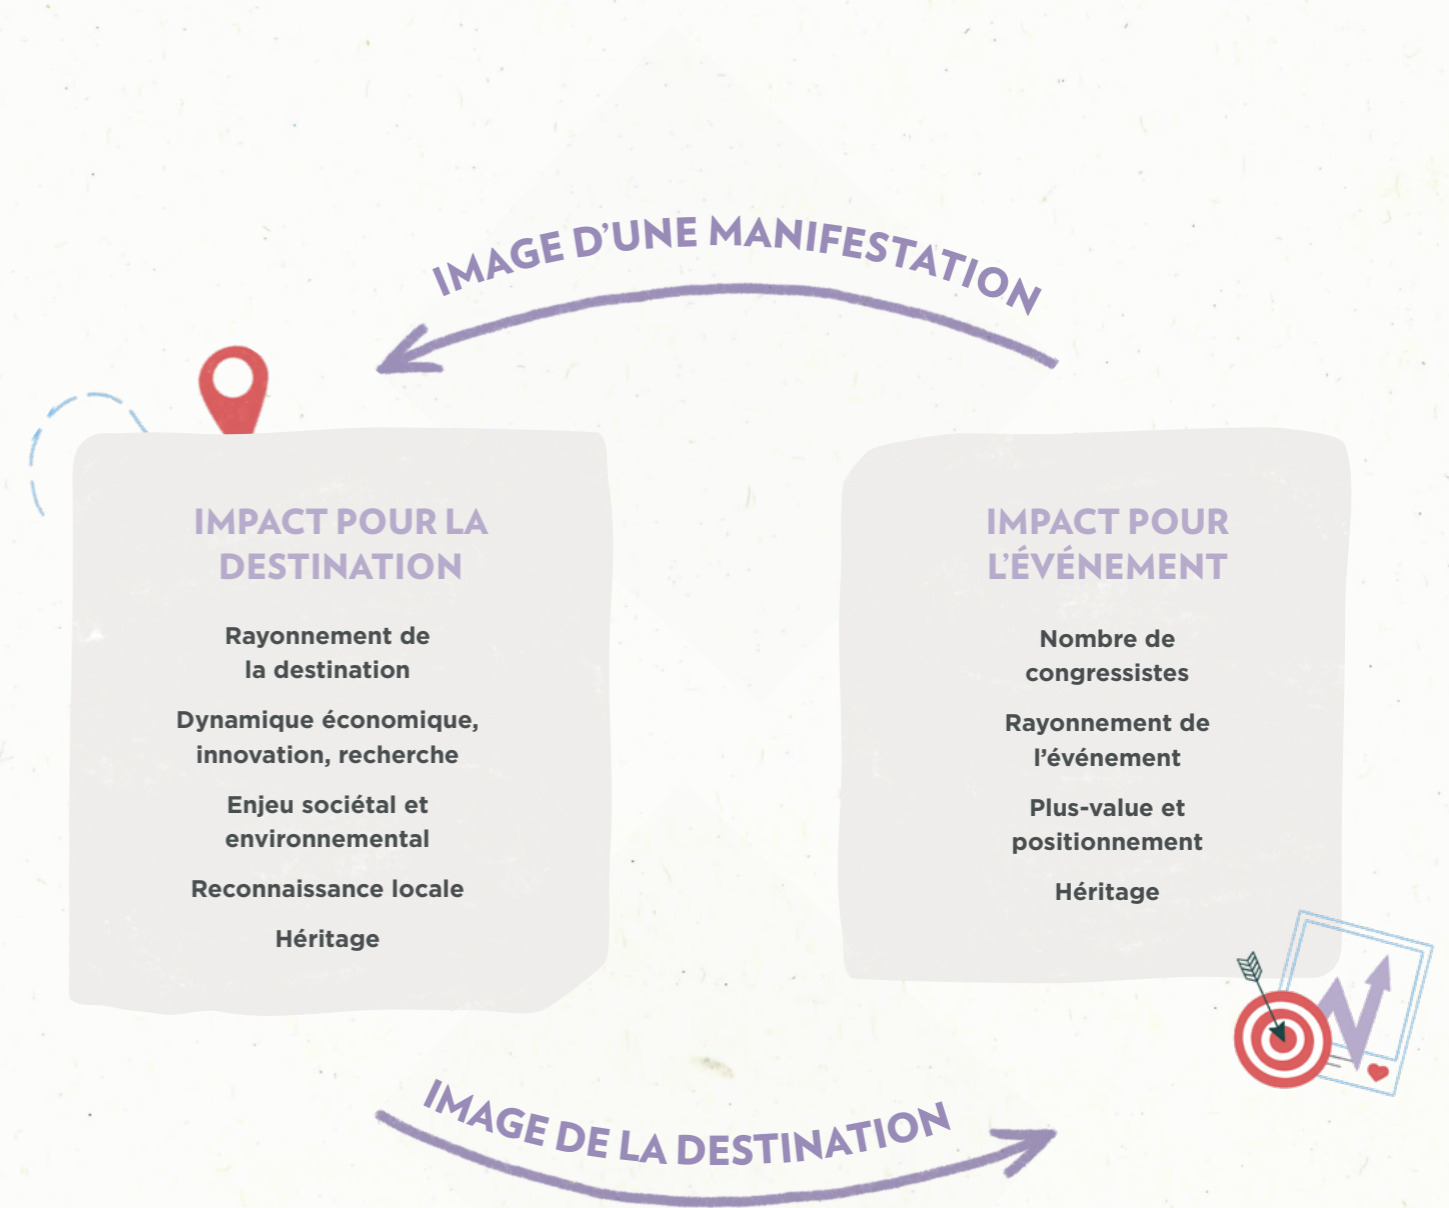 IMAGE D’UNE MANIFESTATION
IMPACT POUR LA
DESTINATION
Rayonnement de
la destination
Dynamique économique,
innovation, recherche
Enjeu sociétal et
environnemental
Reconnaissance locale
Héritage
IMPACT POUR
L’ÉVÉNEMENT
Nombre de
congressistes
Rayonnement de
l’événement
Plus-value et
positionnement
Héritage
IMAGE DE LA DESTINATION